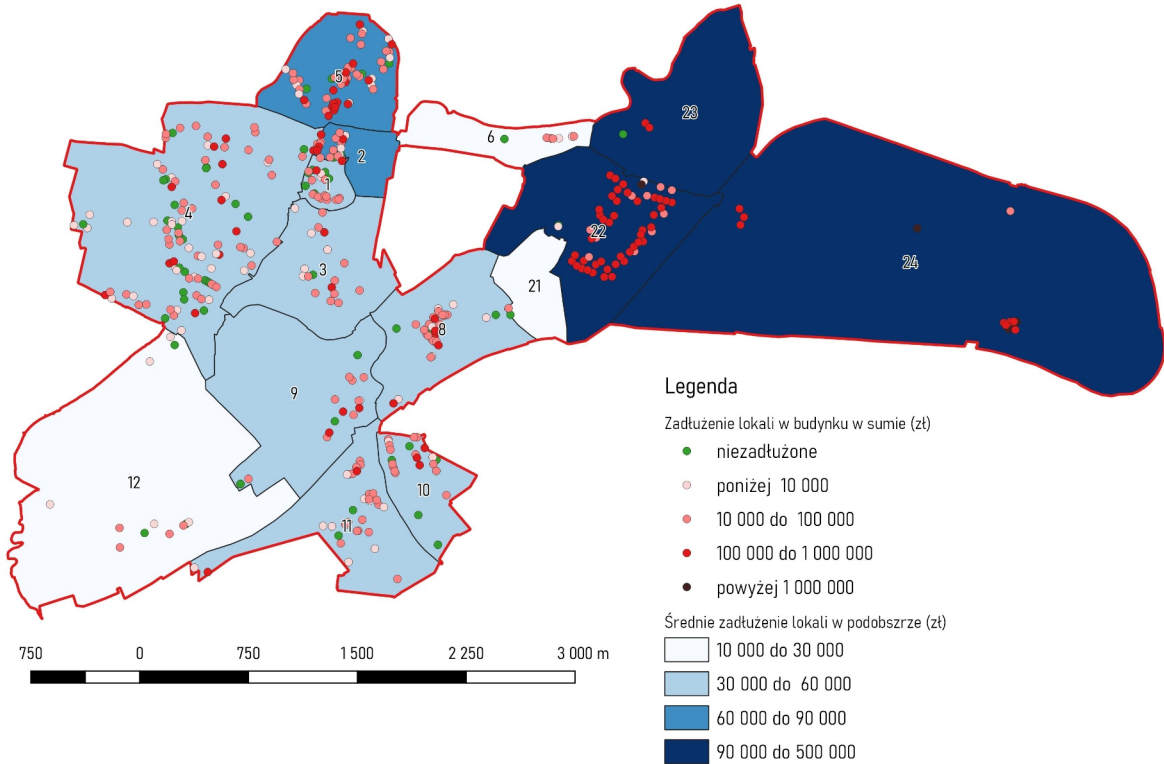 5
23
6
2
1
4
22
24
3
21
8
9
12
10
11
Legenda
Zadłużenie lokali w budynku w sumie (zł)
niezadłużone
poniżej 10 000
10 000 do 100 000
100 000 do 1 000 000
powyżej 1 000 000
Średnie zadłużenie lokali w podobszrze (zł)
10 000 do 30 000
30 000 do 60 000
60 000 do 90 000
90 000 do 500 000
750 0 750 1 500 2 250 3 000 m